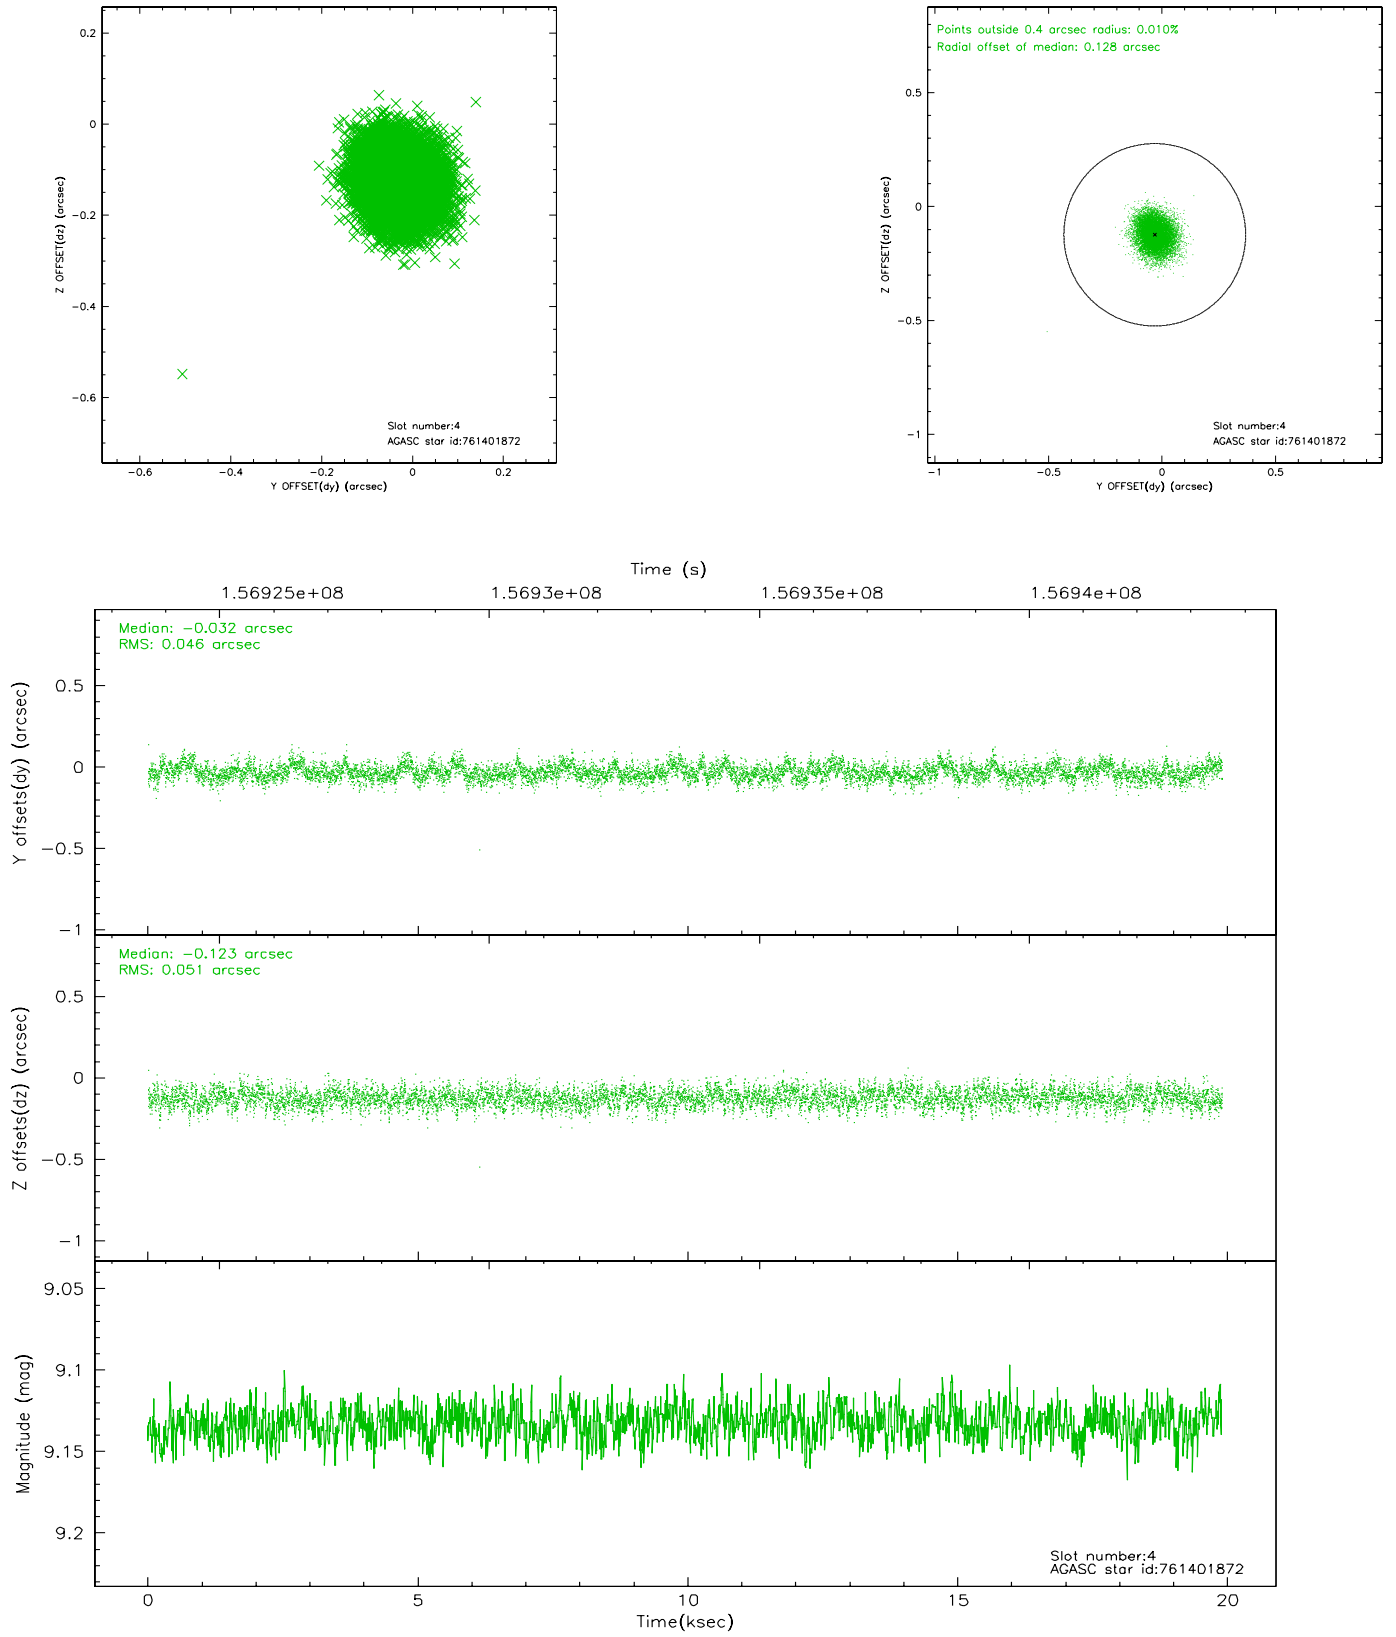 0.2
0
−0.2
−0.4
−0.6
Z OFFSET(dz) (arcsec)
Slot number:4
AGASC star id:761401872
−0.6
−0.4
−0.2
0
0.2
Y OFFSET(dy) (arcsec)
Points outside 0.4 arcsec radius: 0.010%
Radial offset of median: 0.128 arcsec
0.5
0
−0.5
−1
Z OFFSET(dz) (arcsec)
Slot number:4
AGASC star id:761401872
−1
−0.5
0
0.5
Y OFFSET(dy) (arcsec)
Time (s)
1.56925e+08
1.5693e+08
1.56935e+08
1.5694e+08
Median: −0.032 arcsec
RMS: 0.046 arcsec
0.5
0
−0.5
−1
Y offsets(dy) (arcsec)
Median: −0.123 arcsec
RMS: 0.051 arcsec
0.5
0
−0.5
−1
Z offsets(dz) (arcsec)
9.05
9.1
9.15
9.2
Magnitude (mag)
Slot number:4
AGASC star id:761401872
0
5
10
15
20
Time(ksec)